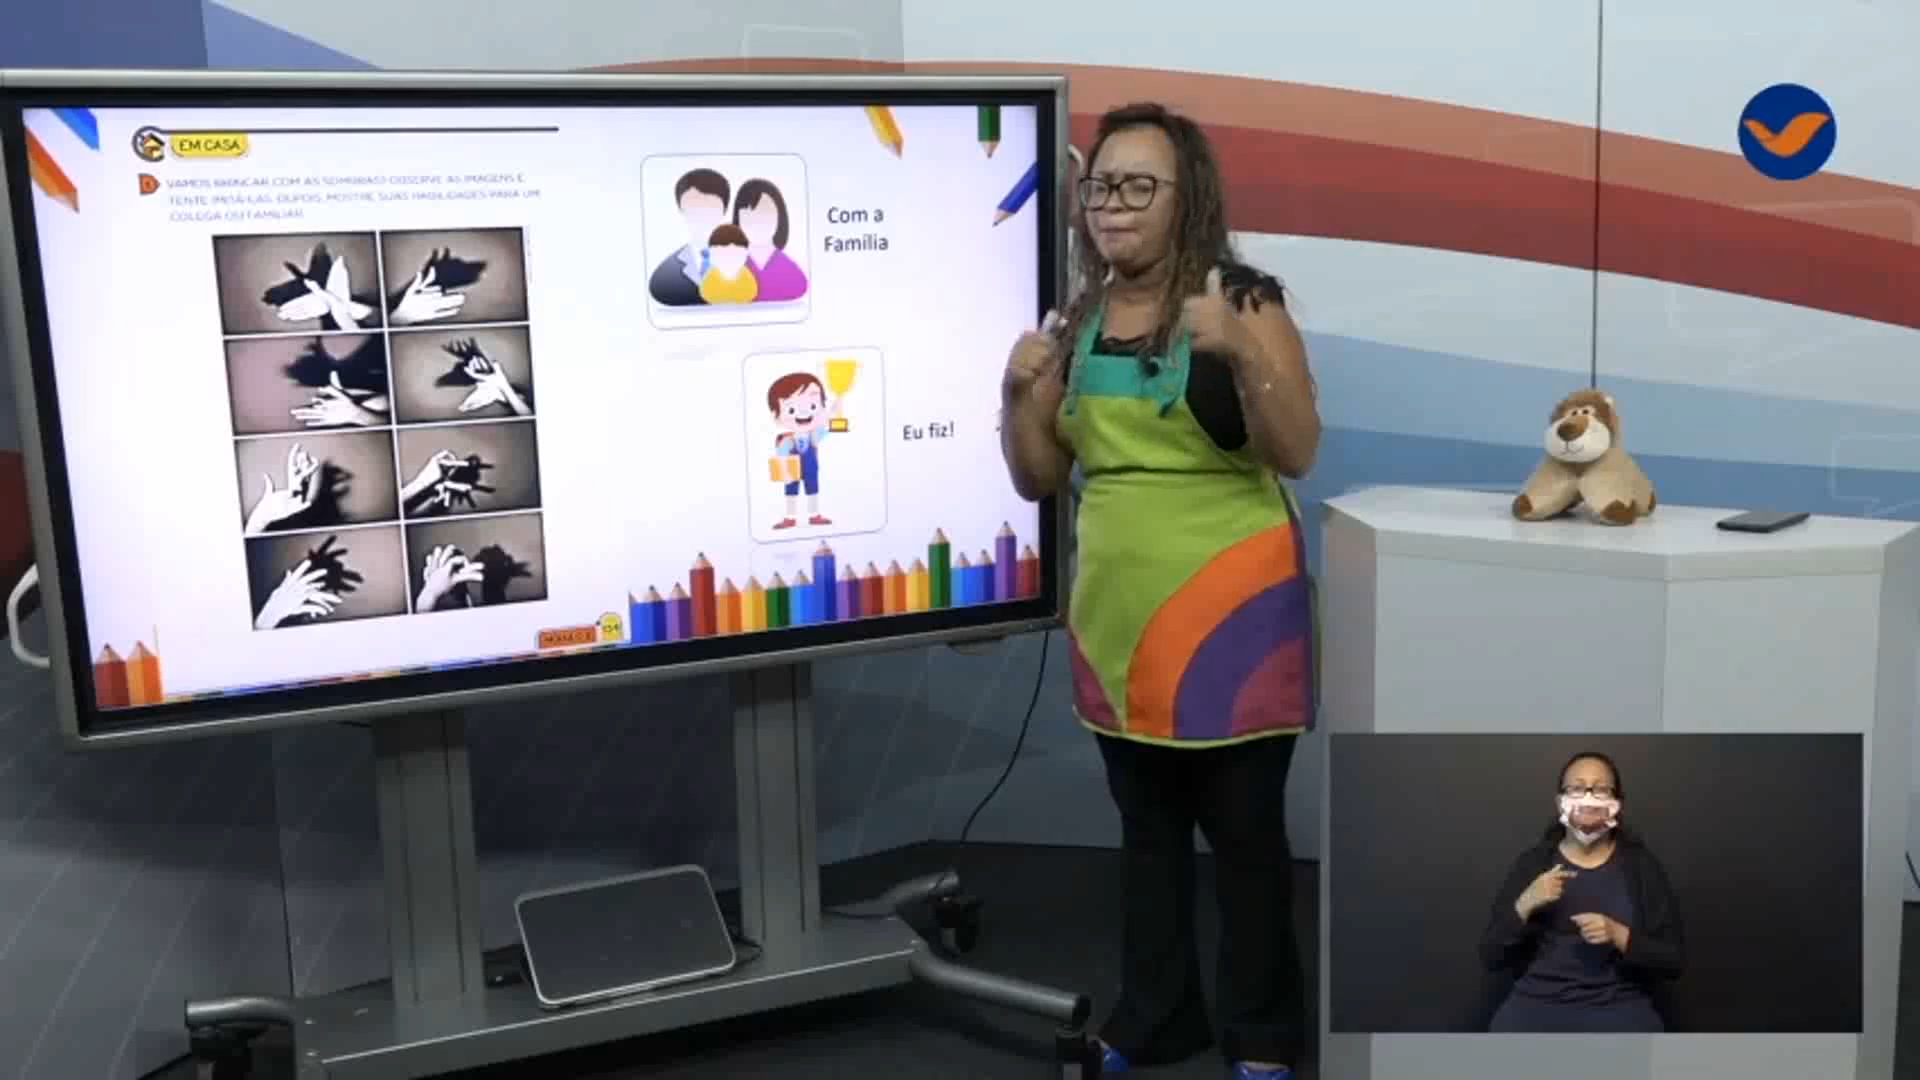 EM CASA
VAMOS BRINCAR COM AS SOMBRAS? OBSERVE AS IMAGENS E
TENTE IMITÁ-LAS. DEPOIS, MOSTRE SUAS HABILIDADES PARA UM
COLEGA OU FAMILIAR.
Com a
Família
Eu fiz!